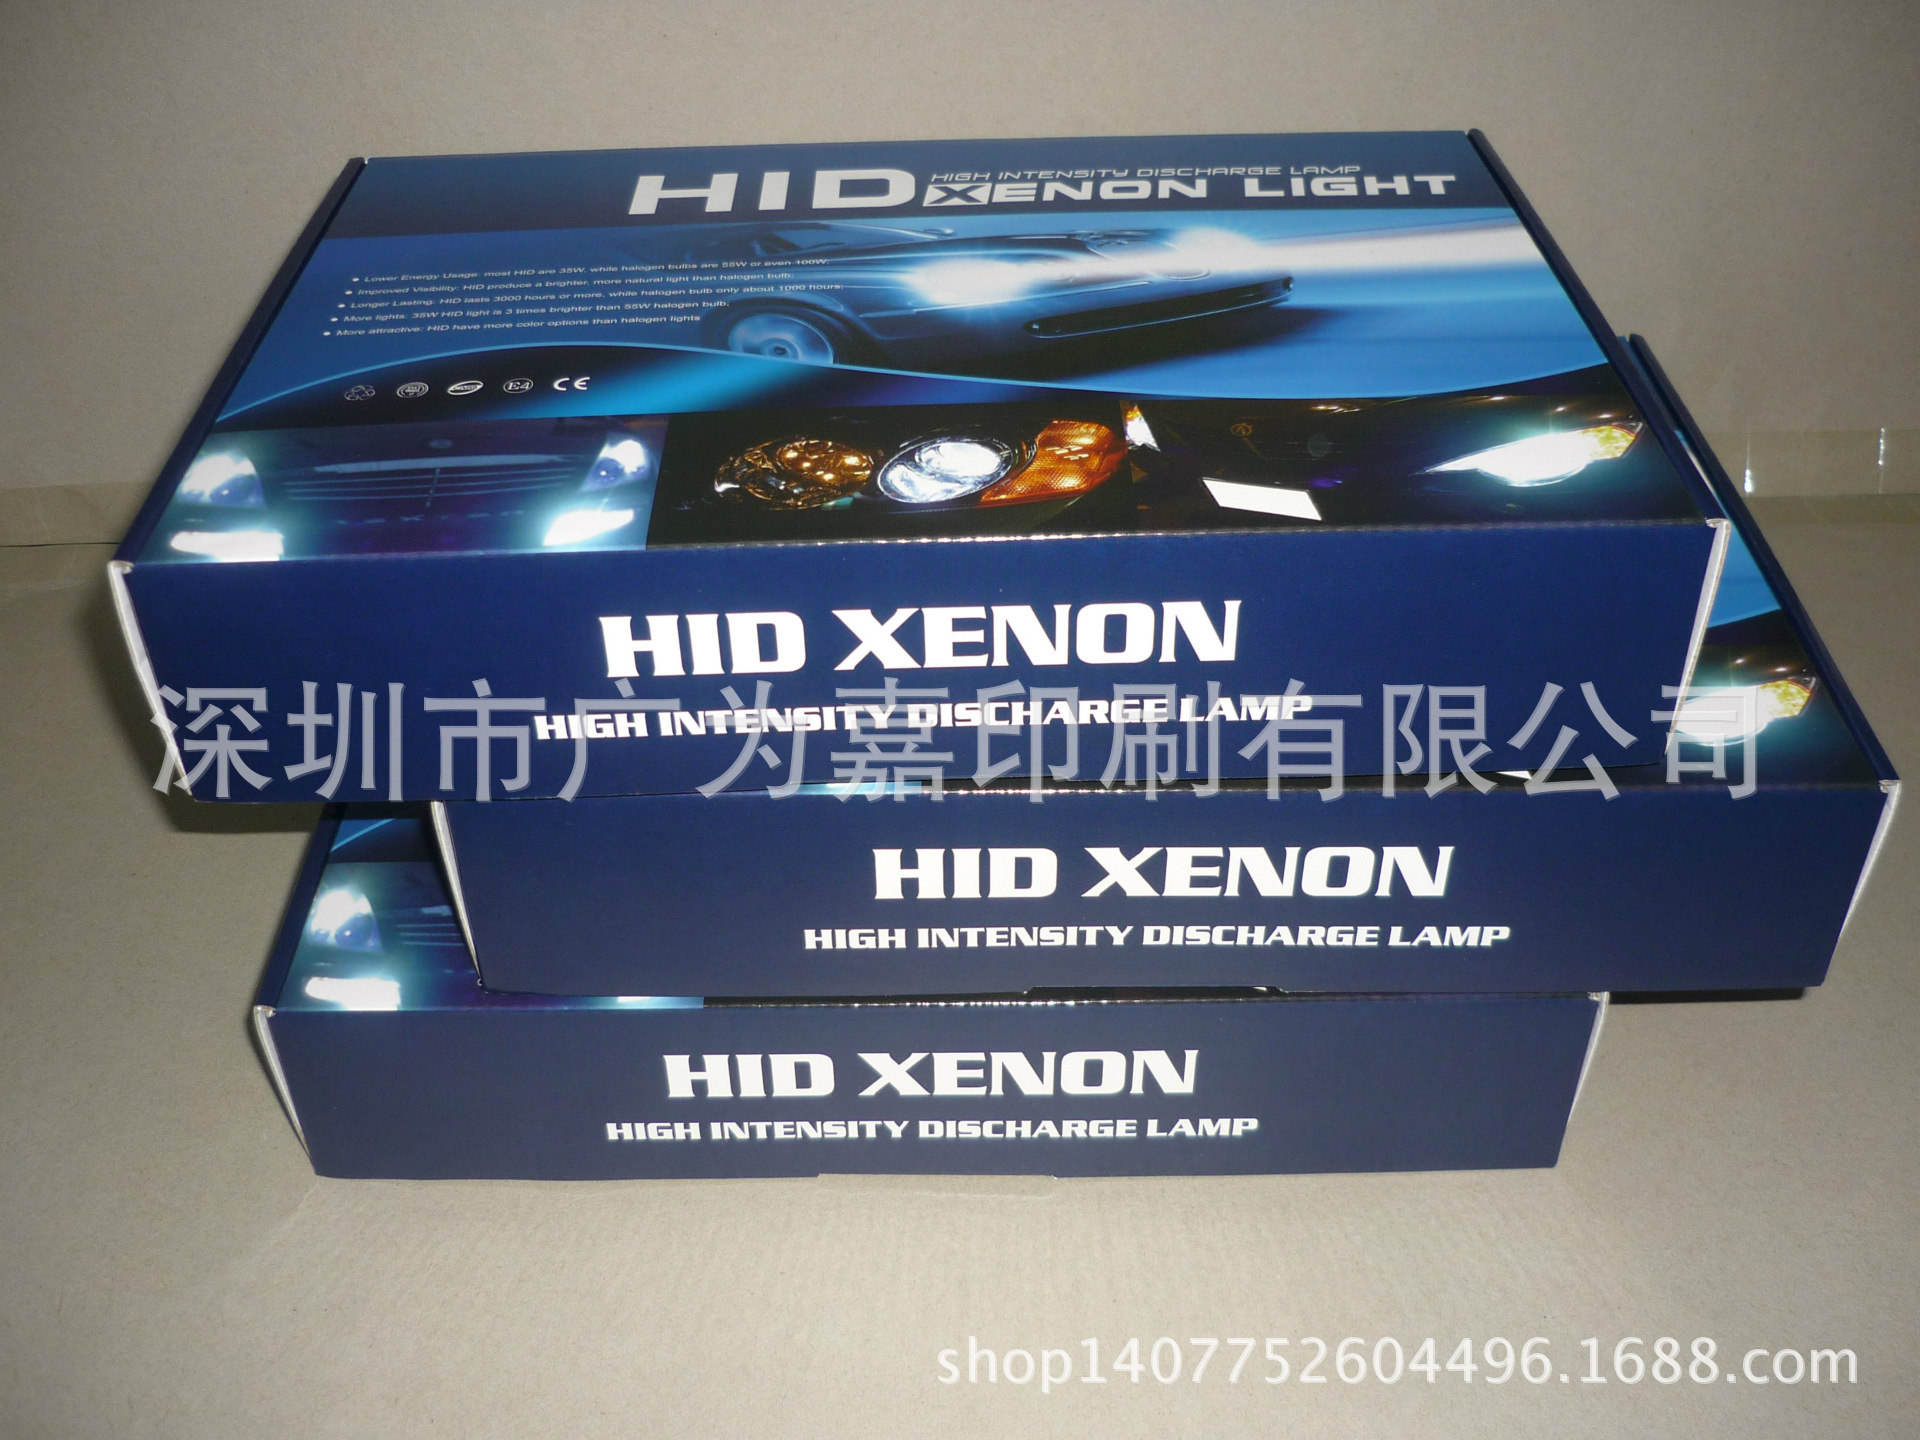 HID
HIGH INTENSITY DISCHARGE LAMP
XENON LIGHT
Lower Energy Usage: most HID are 35W, while halogen bulbs are 55W or even 100W;
Improved Visibility: HID produce a brighter, more natural light than halogen bulb;
Longer Lasting: HID lasts 3000 hours or more, while halogen bulb only about 1000 hours;
More lights: 35W HID light is 3 times brighter than 55W halogen bulb;
More attractive: HID have more color options than halogen lights
E4 CE
HID XENON
HIGH INTENSITY DISCHARGE LAMP
深圳市广为嘉印刷有限公司
HID XENON
HIGH INTENSITY DISCHARGE LAMP
HID XENON
HIGH INTENSITY DISCHARGE LAMP
shop1407752604496.1688.com